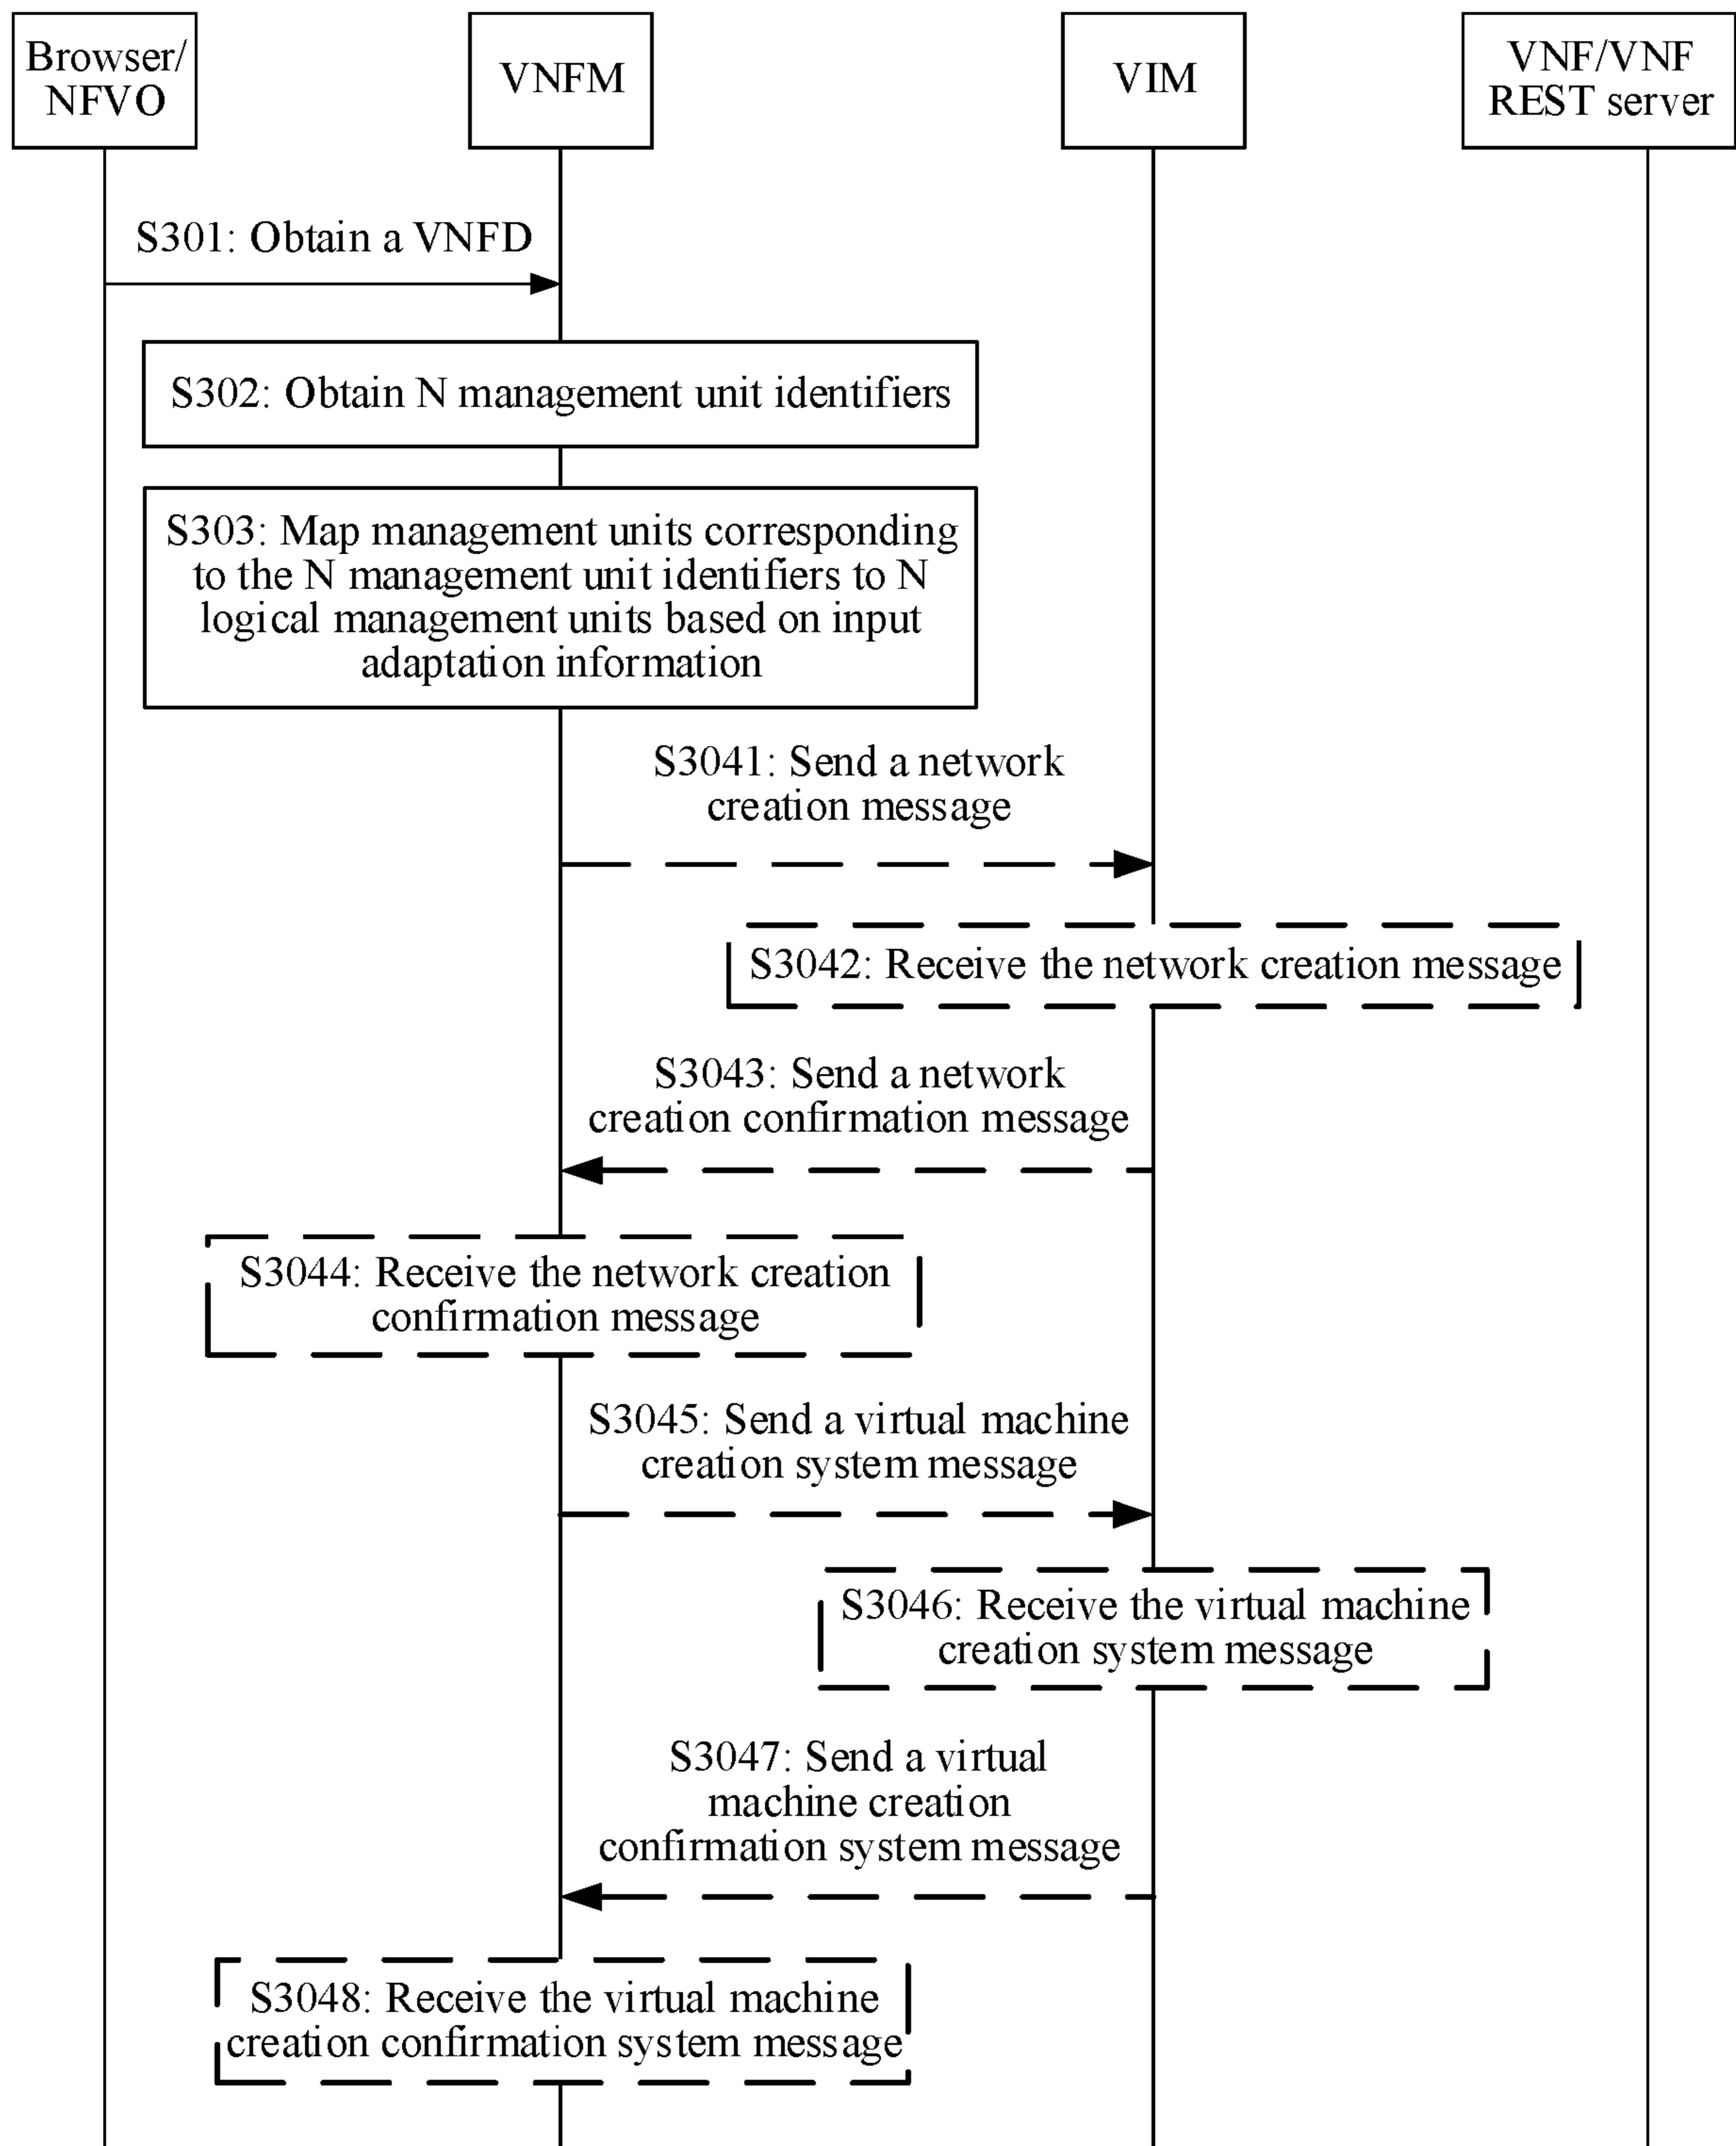 Browser/
NFVO
VNFM
VIM
VNF/VNF
REST server
S301: Obtain a VNFD
S302: Obtain N management unit identifiers
S303: Map management units corresponding
to the N management unit identifiers to N
logical management units based on input
adaptation information
S3041: Send a network
creation message
S3042: Receive the network creation message
S3043: Send a network
creation confirmation message
S3044: Receive the network creation
confirmation message
S3045: Send a virtual machine
creation system message
S3046: Receive the virtual machine
creation system message
S3047: Send a virtual
machine creation
confirmation system message
S3048: Receive the virtual machine
creation confirmation system message